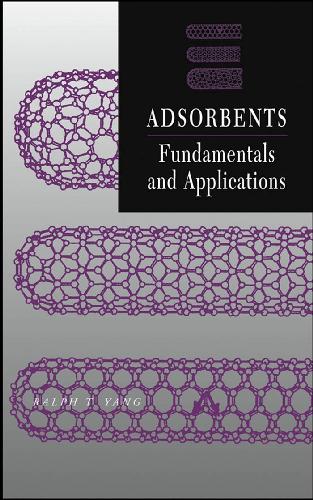 ADSORBENTS
Fundamentals
and Applications
RALPH T. YANG